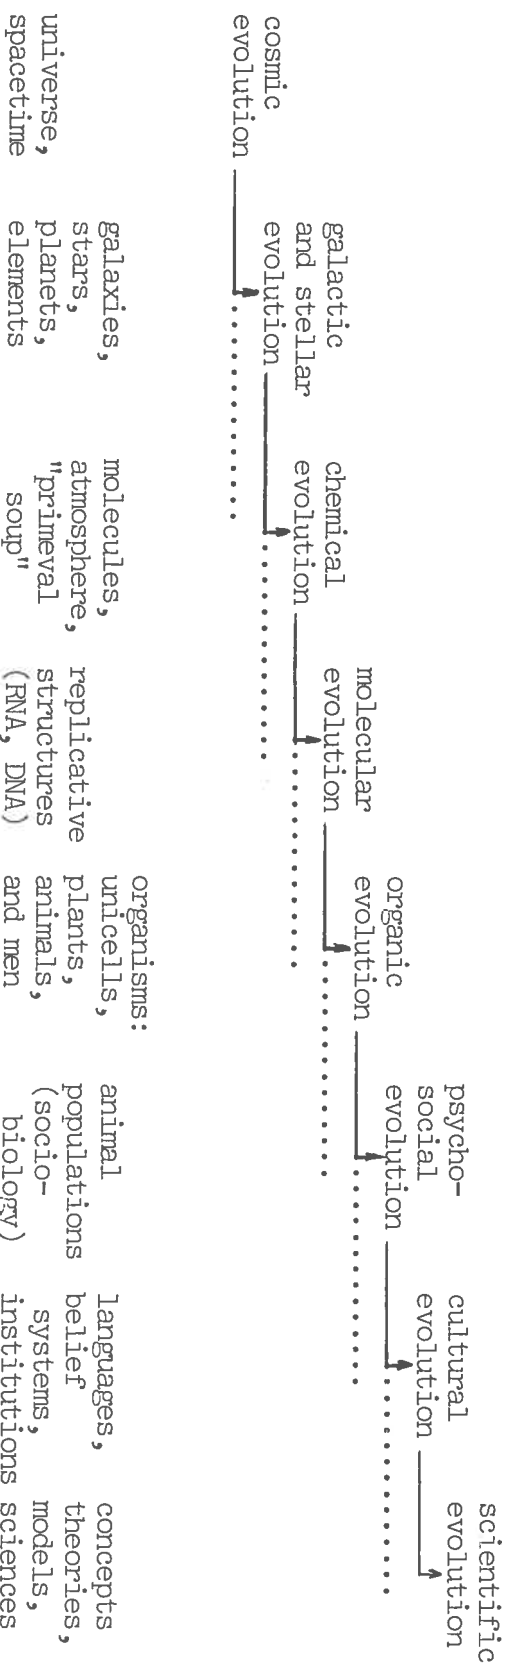 cosmic
evolution
galactic
and stellar
evolution
chemical
evolution
molecular
evolution
organic
evolution
psycho-
social
evolution
cultural
evolution
scientific
evolution
universe,
spacetime
galaxies,
stars,
planets,
elements
molecules,
atmosphere,
"primeval
soup"
replicative
structures
(RNA, DNA)
organisms:
unicells,
plants,
animals,
and men
animal
populations
(socio-
biology)
languages,
belief
systems,
institutions
concepts
theories,
models,
sciences